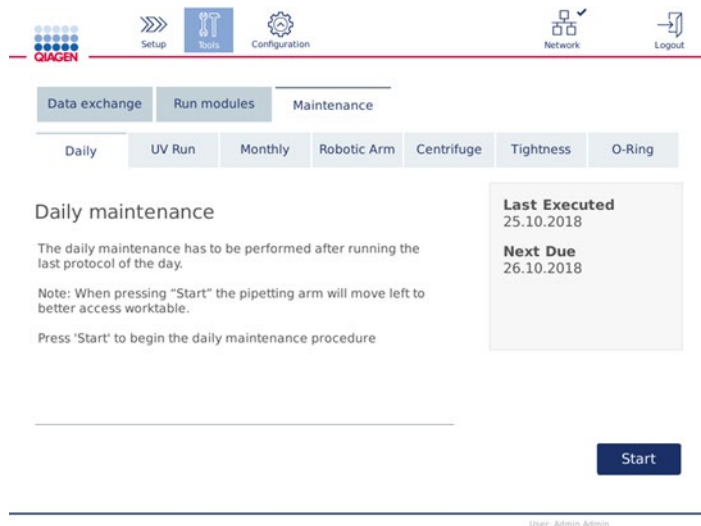 QIAGEN
Setup
Tools
Configuration
Network
Logout
Data exchange
Run modules
Maintenance
Daily
UV Run
Monthly
Robotic Arm
Centrifuge
Tightness
O-Ring
Daily maintenance
The daily maintenance has to be performed after running the
last protocol of the day.
Note: When pressing “Start” the pipetting arm will move left to
better access worktable.
Press 'Start' to begin the daily maintenance procedure
Last Executed
25.10.2018
Next Due
26.10.2018
Start
User: Admin Admin